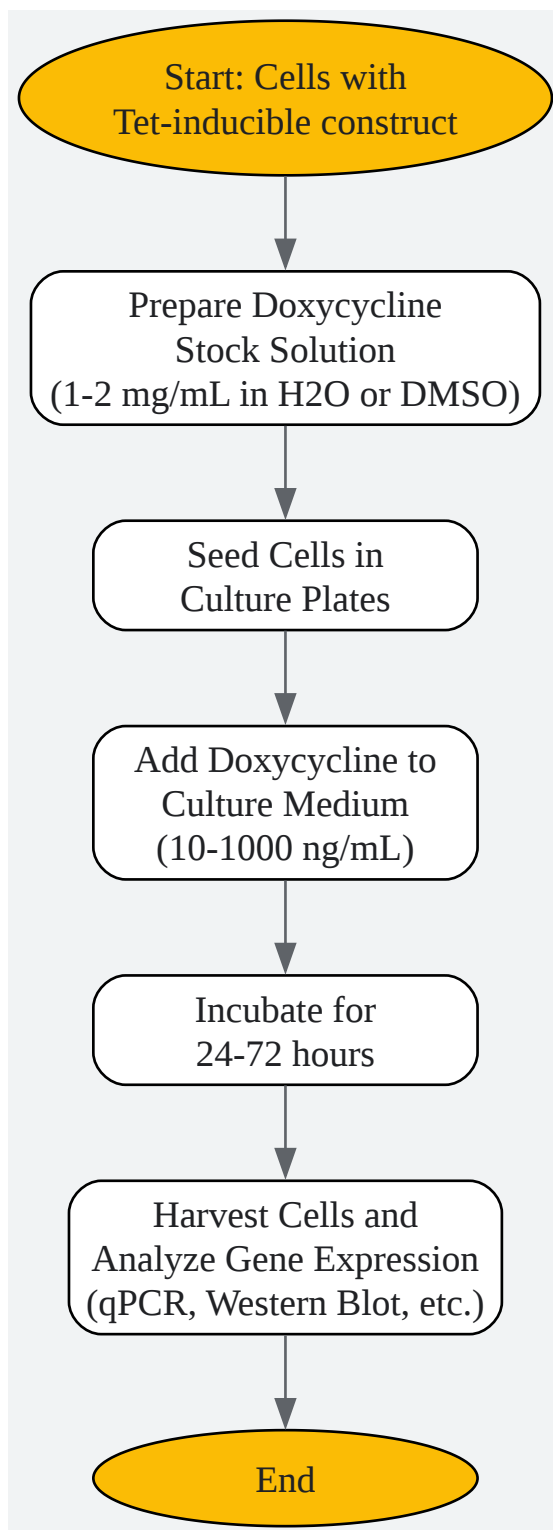 Start: Cells with
Tet-inducible construct
Prepare Doxycycline
Stock Solution
(1-2 mg/mL in H2O or DMSO)
Seed Cells in
Culture Plates
Add Doxycycline to
Culture Medium
(10-1000 ng/mL)
Incubate for
24-72 hours
Harvest Cells and
Analyze Gene Expression
(qPCR, Western Blot, etc.)
End